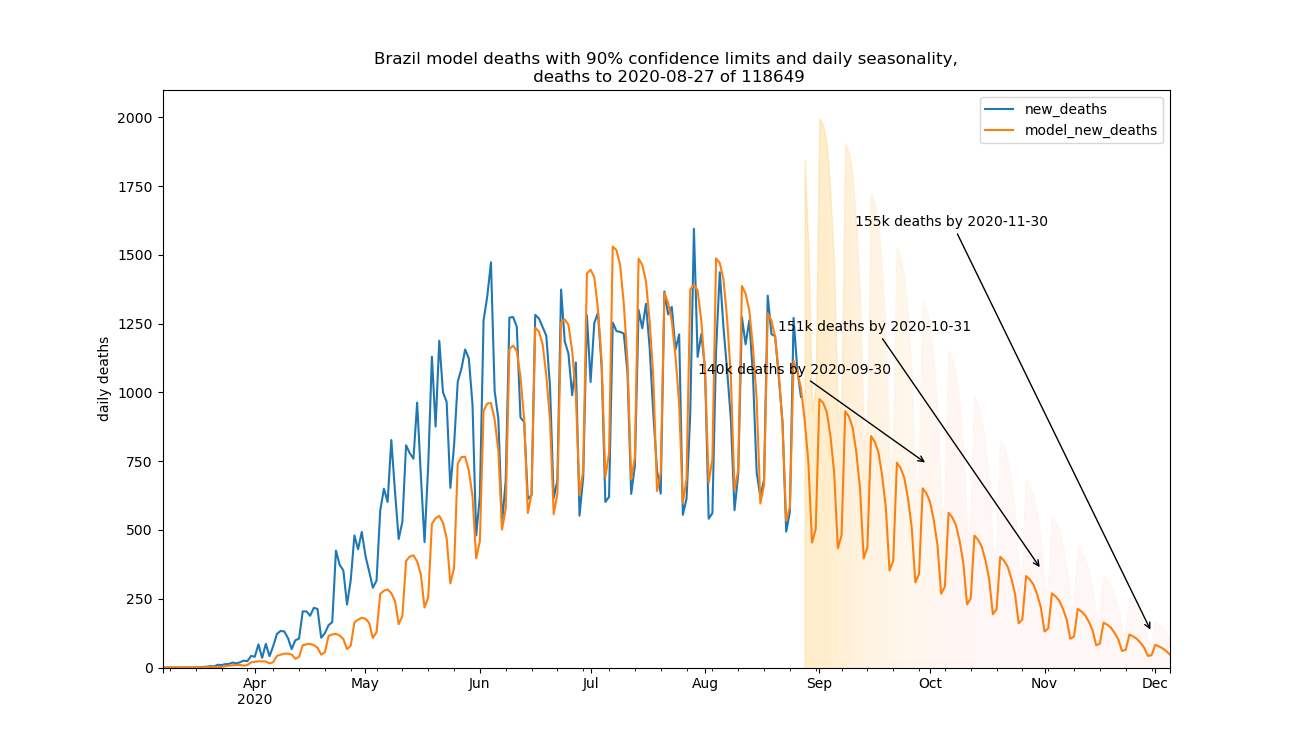 Brazil model deaths with 90% confidence limits and daily seasonality,
deaths to 2020-08-27 of 118649
new_deaths
model_new_deaths
daily deaths
2000
1750
1500
1250
1000
750
500
250
0
155k deaths by 2020-11-30
151k deaths by 2020-10-31
140k deaths by 2020-09-30
Apr
2020
May
Jun
Jul
Aug
Sep
Oct
Nov
Dec